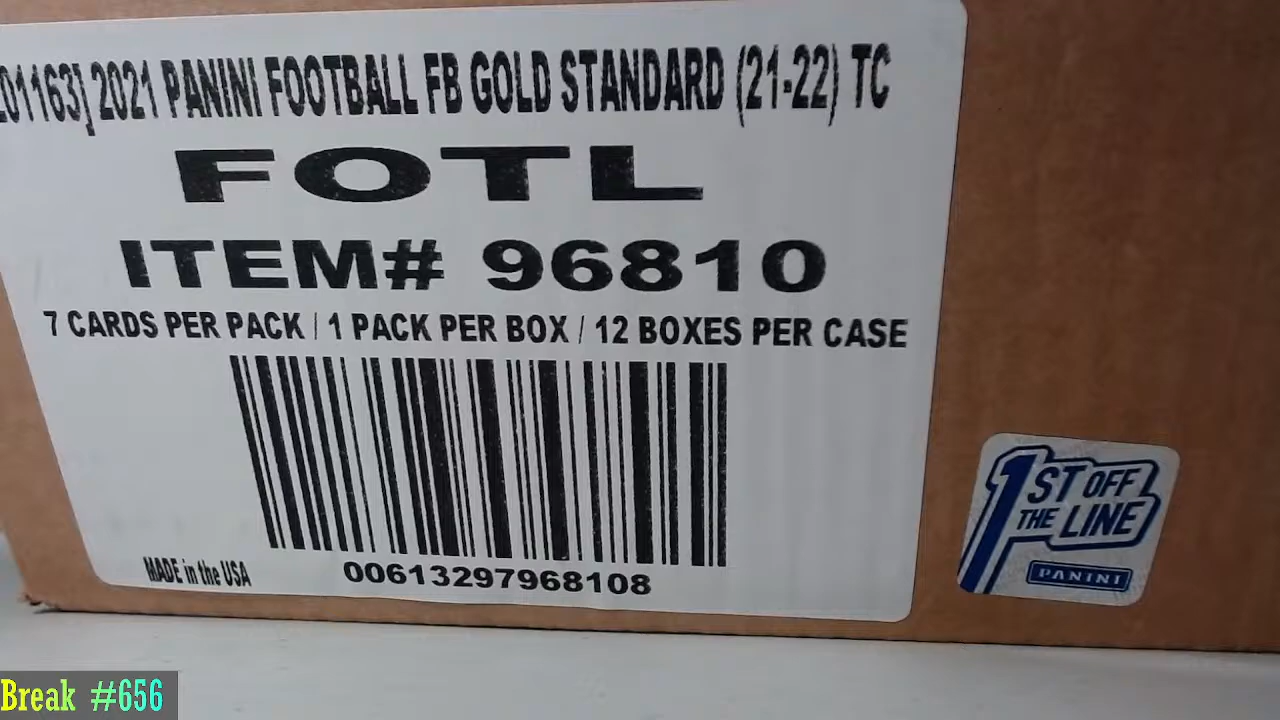 01163] 2021 PANINI FOOTBALL FB GOLD STANDARD (21-22) TC
FOTL
ITEM# 96810
7 CARDS PER PACK / 1 PACK PER BOX / 12 BOXES PER CASE
MADE in the USA
00613297968108
1ST OFF
THE LINE
PANINI
Break #656